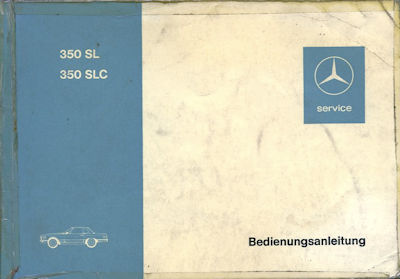 350 SL
350 SLC
service
Bedienungsanleitung